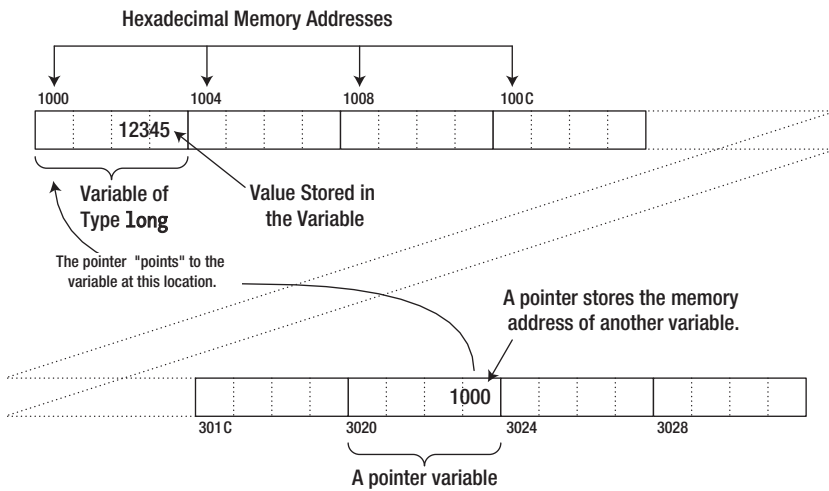 Hexadecimal Memory Addresses
1000
1004
1008
100C
12345
Variable of
Type long
Value Stored in
the Variable
The pointer "points" to the
variable at this location.
A pointer stores the memory
address of another variable.
1000
301C
3020
3024
3028
A pointer variable